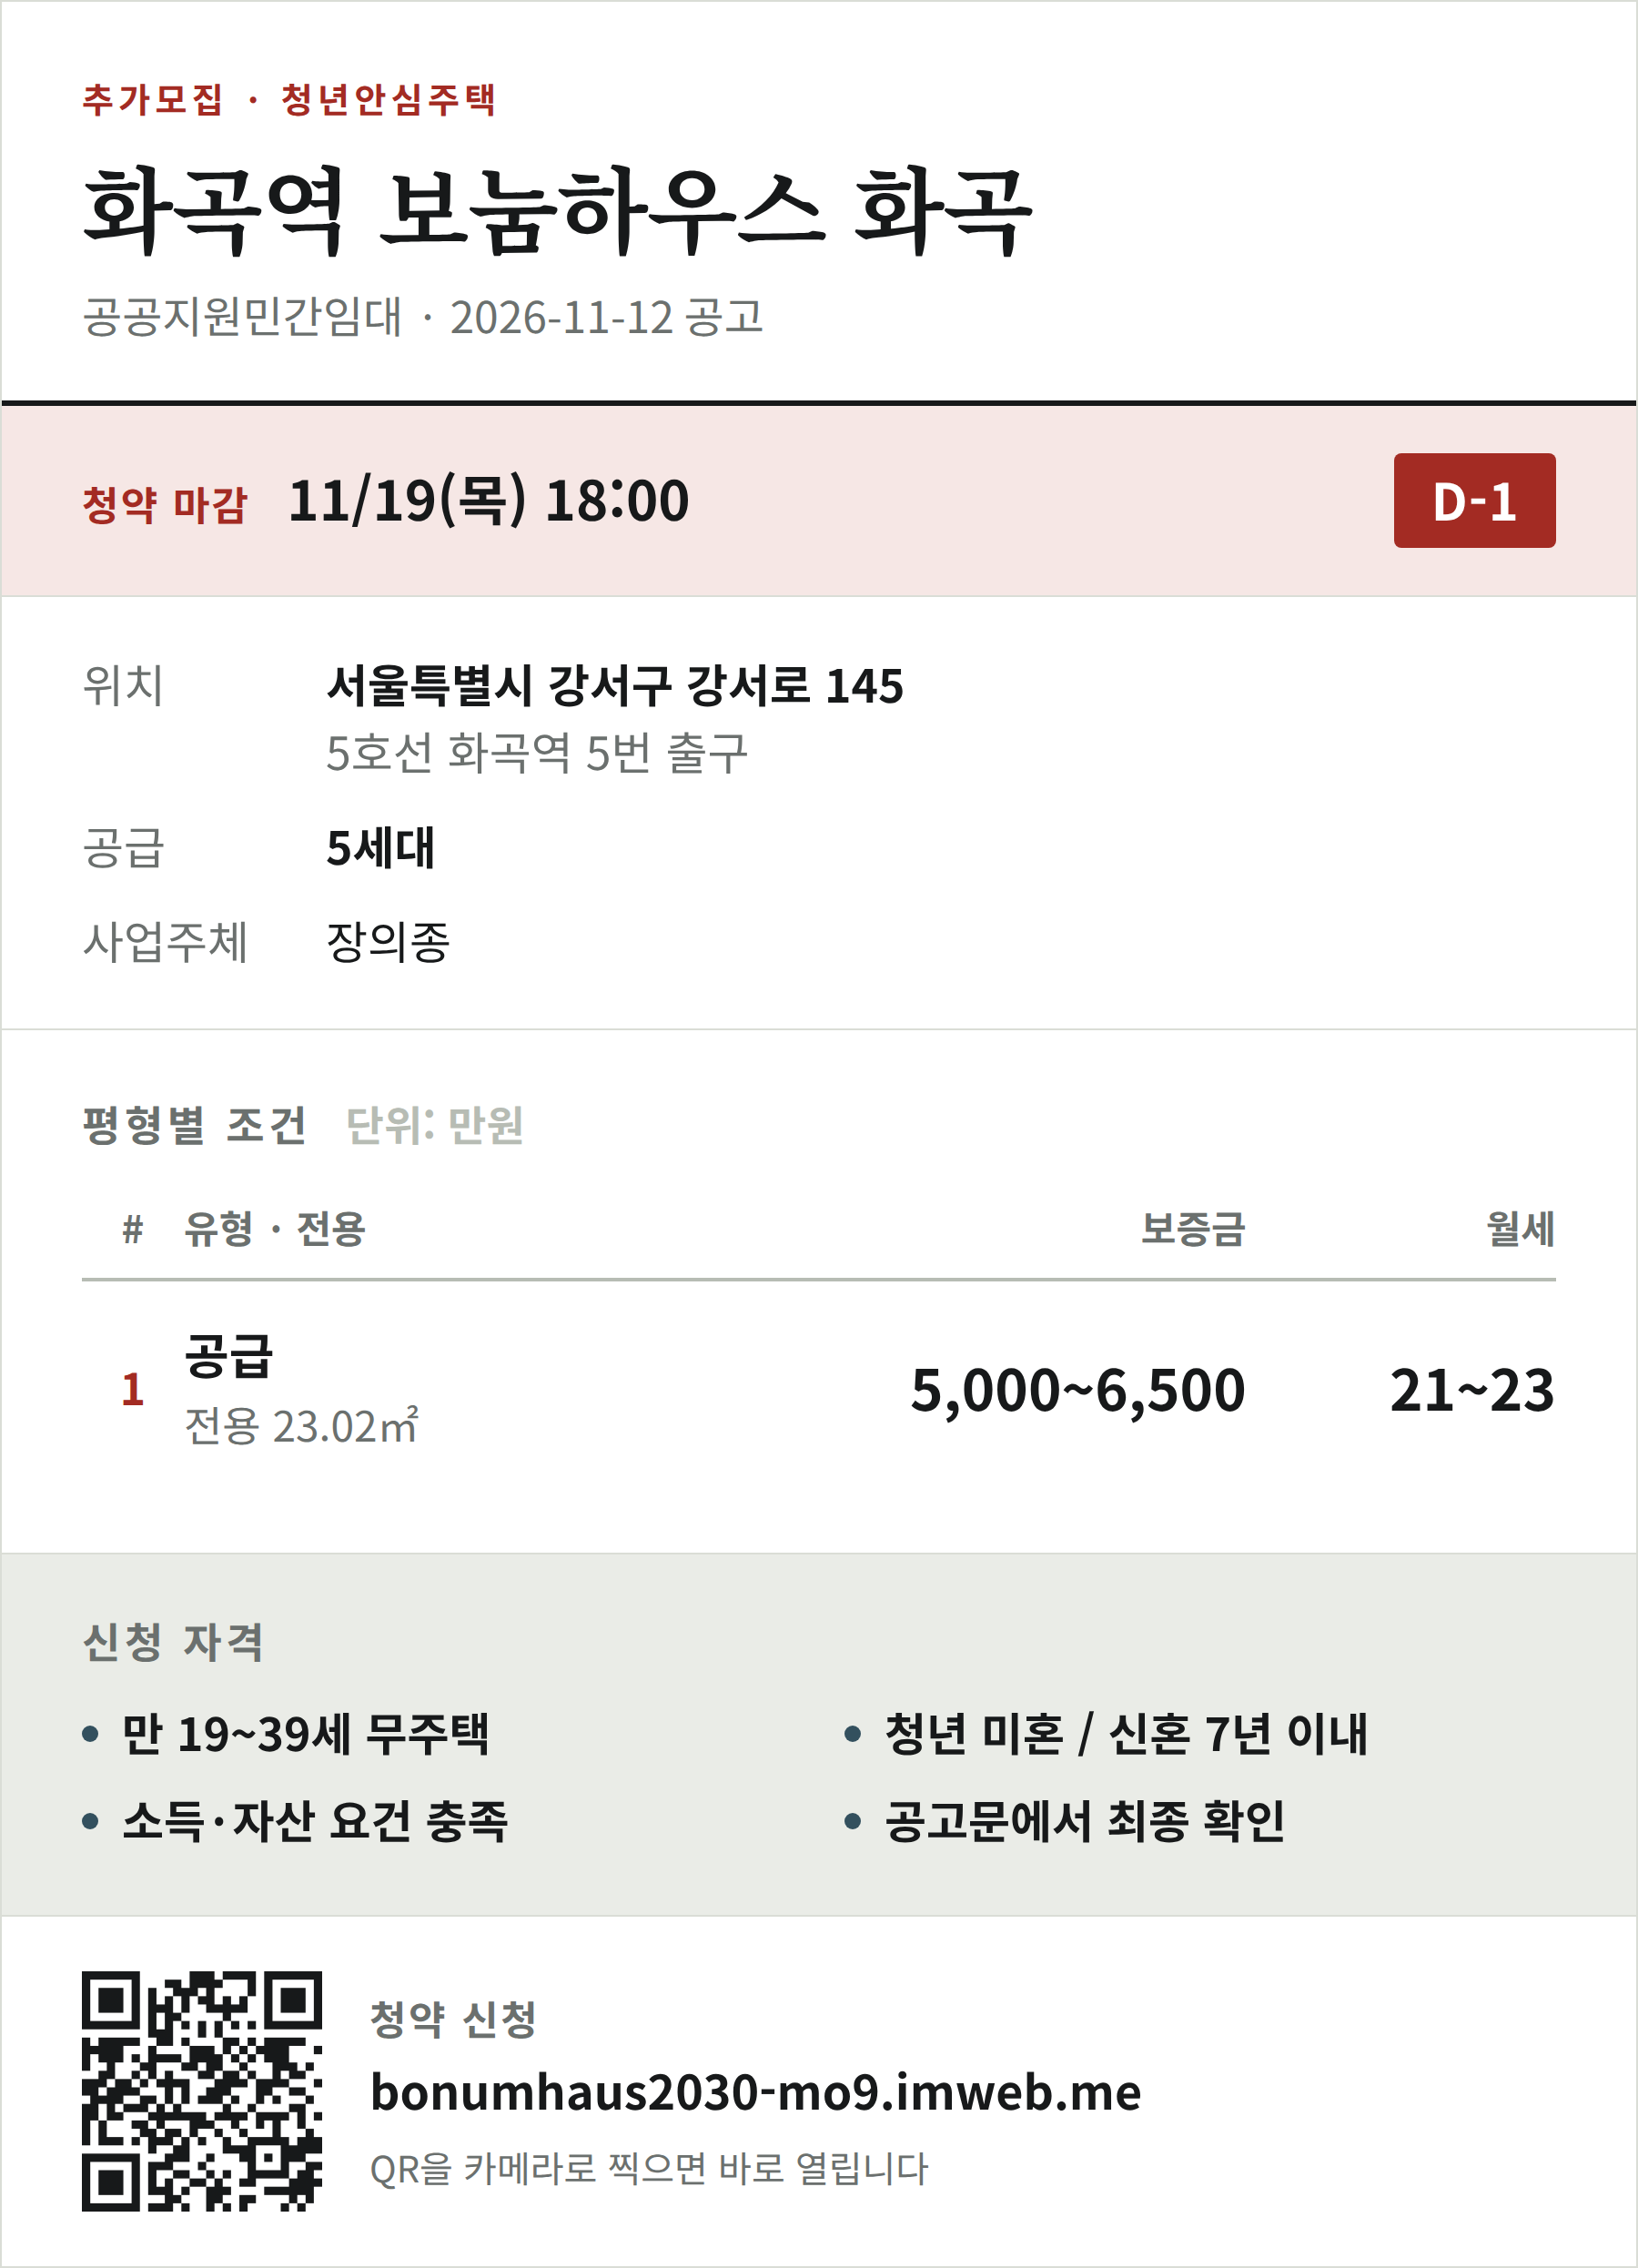 추가모집 · 청년안심주택
화곡역 보눔하우스 화곡
공공지원민간임대 · 2026-11-12 공고
청약 마감 11/19(목) 18:00 D-1
위치 서울특별시 강서구 강서로 145
5호선 화곡역 5번 출구
공급 5세대
사업주체 장의종
평형별 조건 단위: 만원
# 유형 · 전용 보증금 월세
1 공급 5,000~6,500 21~23
전용 23.02㎡
신청 자격
• 만 19~39세 무주택 • 청년 미혼 / 신혼 7년 이내
• 소득·자산 요건 충족 • 공고문에서 최종 확인
청약 신청
bonumhaus2030-mo9.imweb.me
QR을 카메라로 찍으면 바로 열립니다